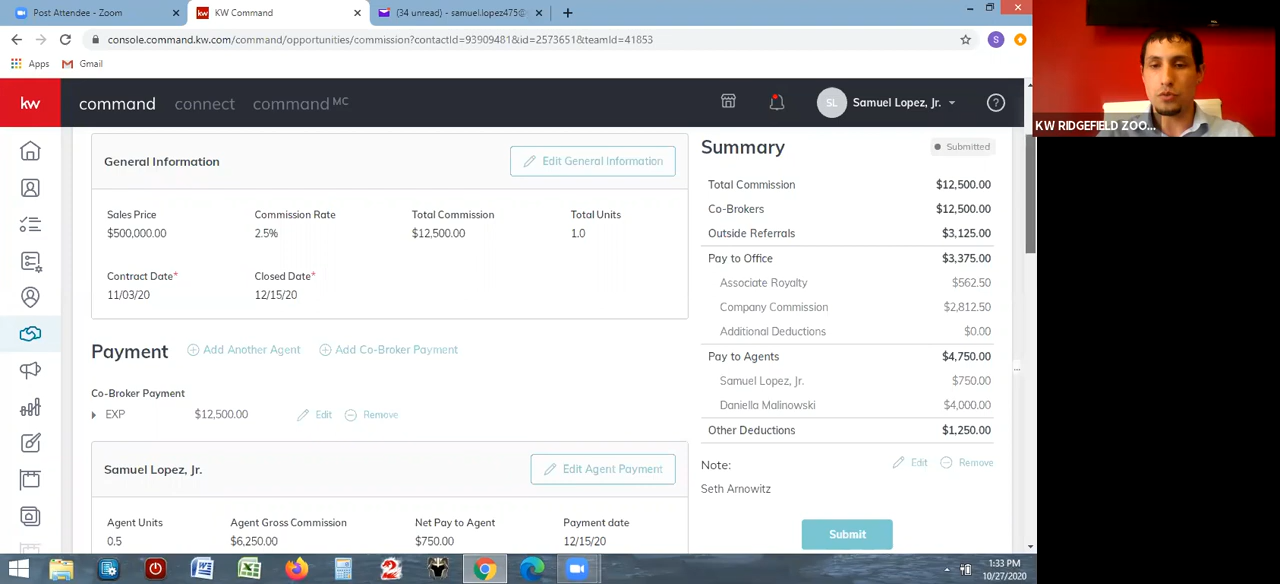 Post Attendee - Zoom
KW Command
(34 unread) - samuel.lopez475@
console.command.kw.com/command/opportunities/commission?contactId=93909481&id=2573651&teamId=41853
S
Apps
Gmail
KW RIDGEFIELD ZOO...
kw
command
connect
command MC
SL
Samuel Lopez, Jr.
General Information
Edit General Information
Sales Price
Commission Rate
Total Commission
Total Units
$500,000.00
2.5%
$12,500.00
1.0
Contract Date*
Closed Date*
11/03/20
12/15/20
Payment
Add Another Agent
Add Co-Broker Payment
Co-Broker Payment
EXP
$12,500.00
Edit
Remove
Samuel Lopez, Jr.
Edit Agent Payment
Agent Units
Agent Gross Commission
Net Pay to Agent
Payment date
0.5
$6,250.00
$750.00
12/15/20
Summary
Submitted
Total Commission $12,500.00
Co-Brokers $12,500.00
Outside Referrals $3,125.00
Pay to Office $3,375.00
Associate Royalty $562.50
Company Commission $2,812.50
Additional Deductions $0.00
Pay to Agents $4,750.00
Samuel Lopez, Jr. $750.00
Daniella Malinowski $4,000.00
Other Deductions $1,250.00
Note:
Edit
Remove
Seth Arnowitz
Submit
1:33 PM
10/27/2020